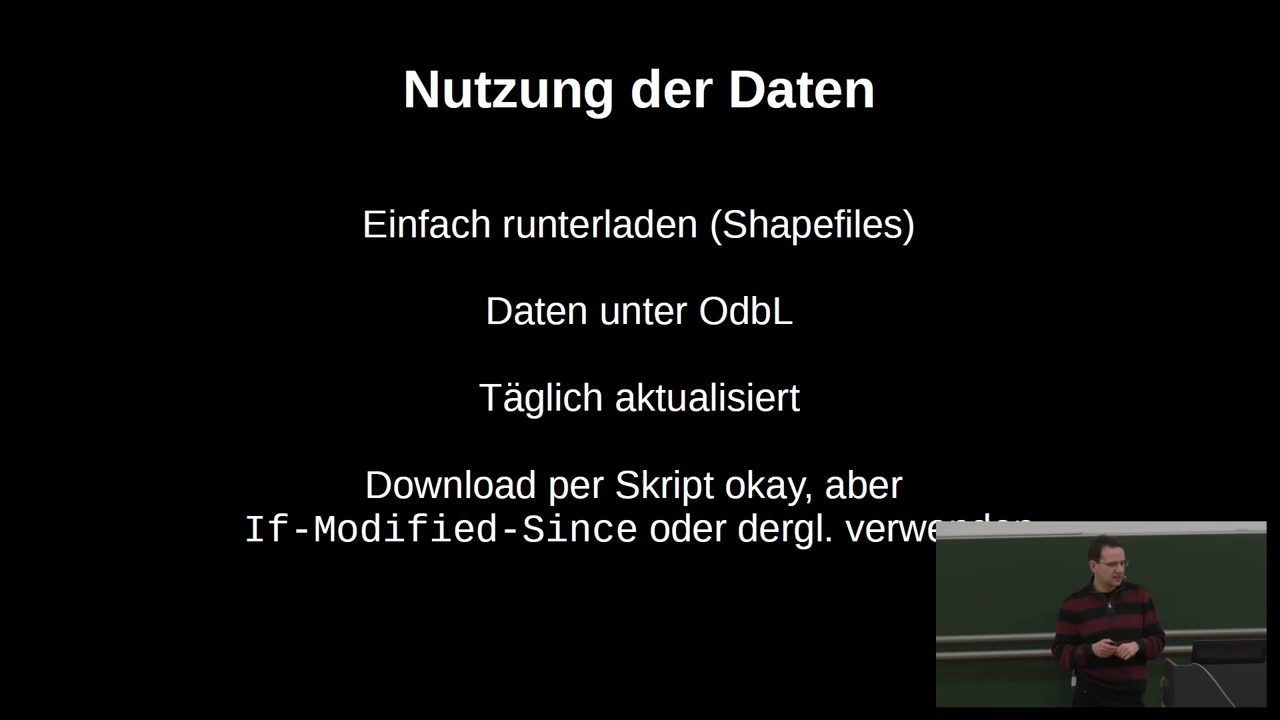 Nutzung der Daten
Einfach runterladen (Shapefiles)
Daten unter OdbL
Täglich aktualisiert
Download per Skript okay, aber
If-Modified-Since oder dergl. verwenden